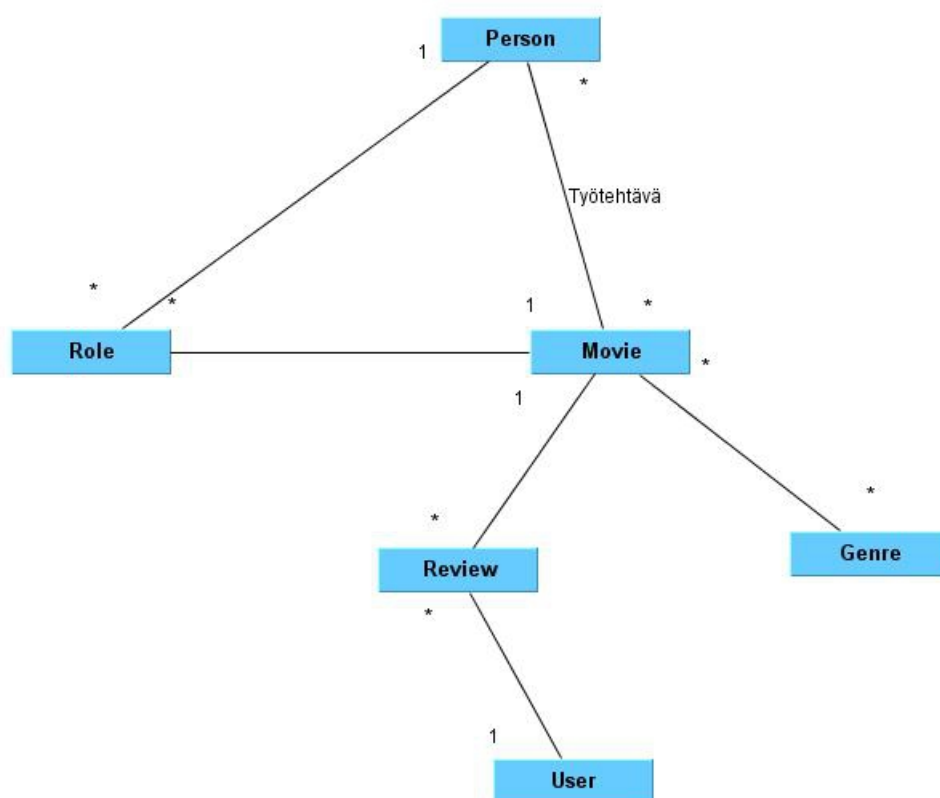 Person
1
*
Työtehtävä
*
*
1
*
Role
Movie
*
1
*
*
Review
Genre
*
1
User